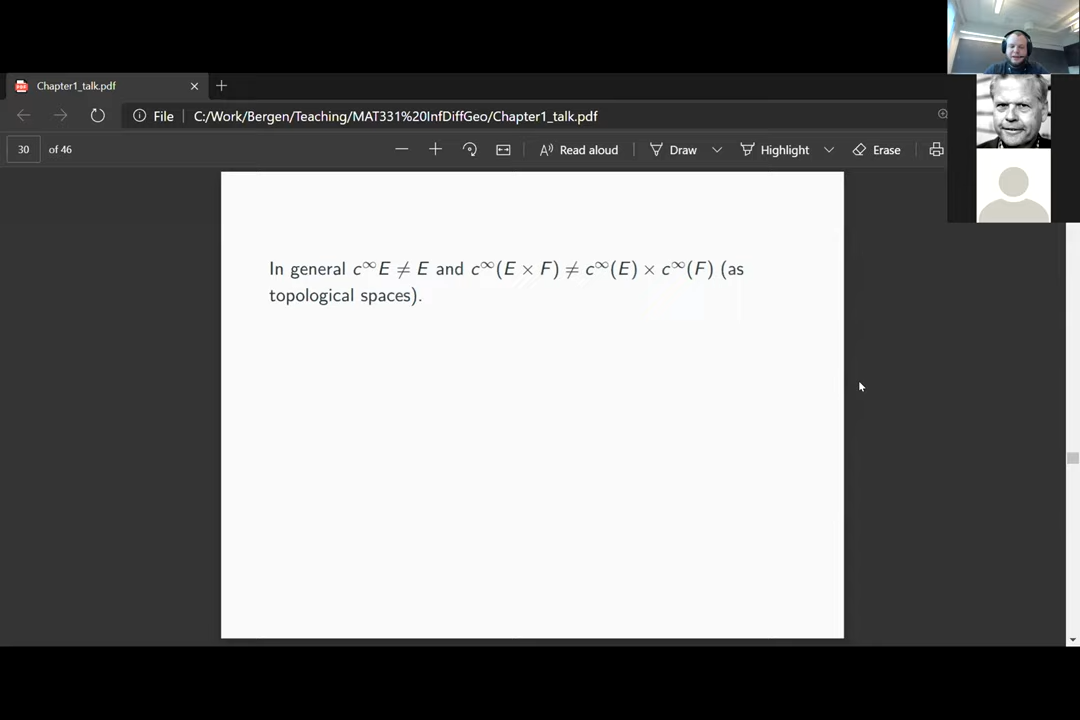 Chapter1_talk.pdf
File C:/Work/Bergen/Teaching/MAT331%20InfDiffGeo/Chapter1_talk.pdf
30 of 46 Read aloud Draw Highlight Erase
In general c∞E ≠ E and c∞(E × F) ≠ c∞(E) × c∞(F) (as
topological spaces).